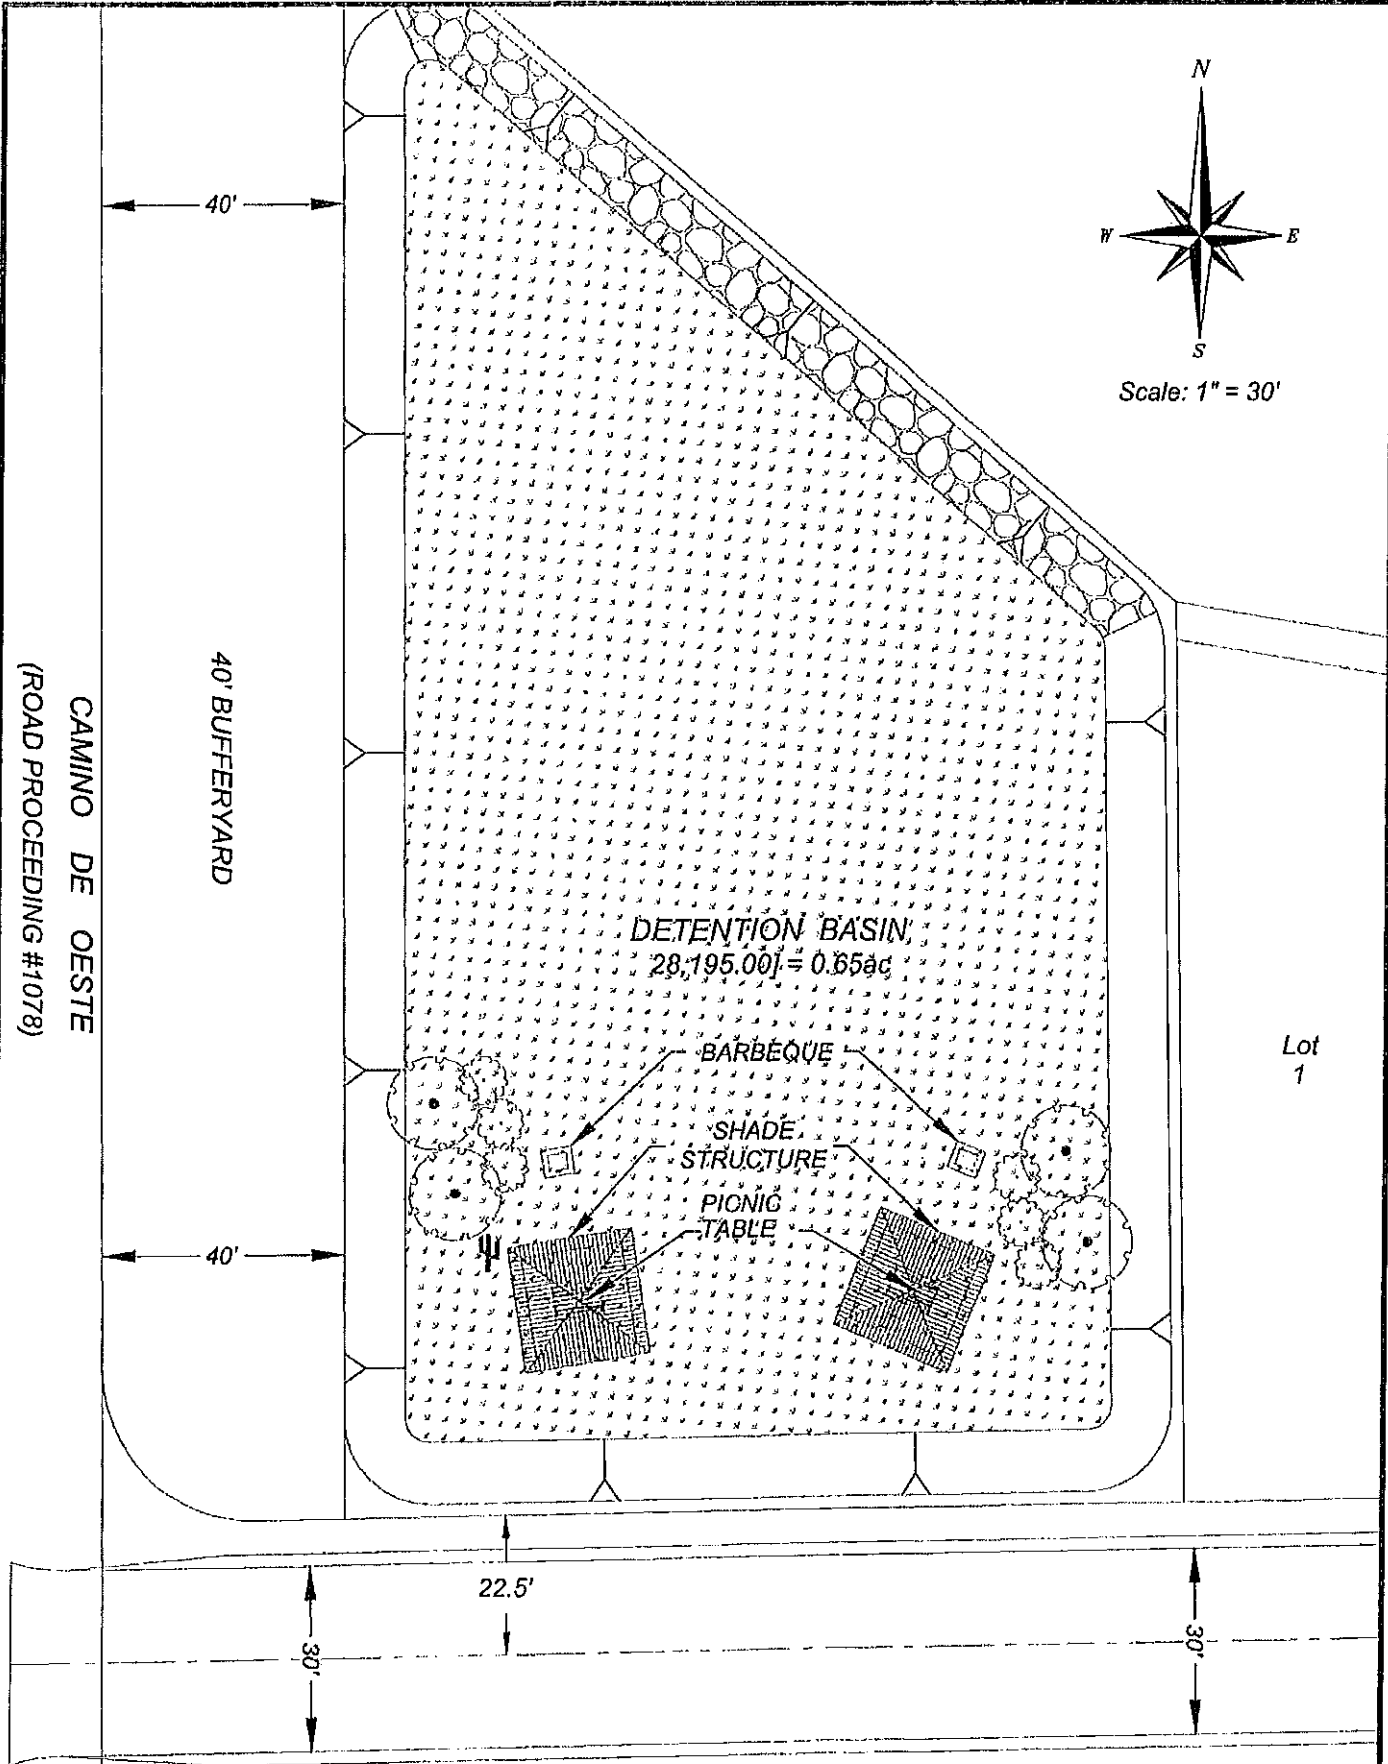 N
W
E
S
Scale: 1" = 30'
40'
40' BUFFERYARD
CAMINO DE OESTE
(ROAD PROCEEDING #1078)
DETENTION BASIN
28,195.00] = 0.65ac
BARBEQUE
SHADE
STRUCTURE
PIONIC
TABLE
Lot
1
40'
22.5'
30'
30'